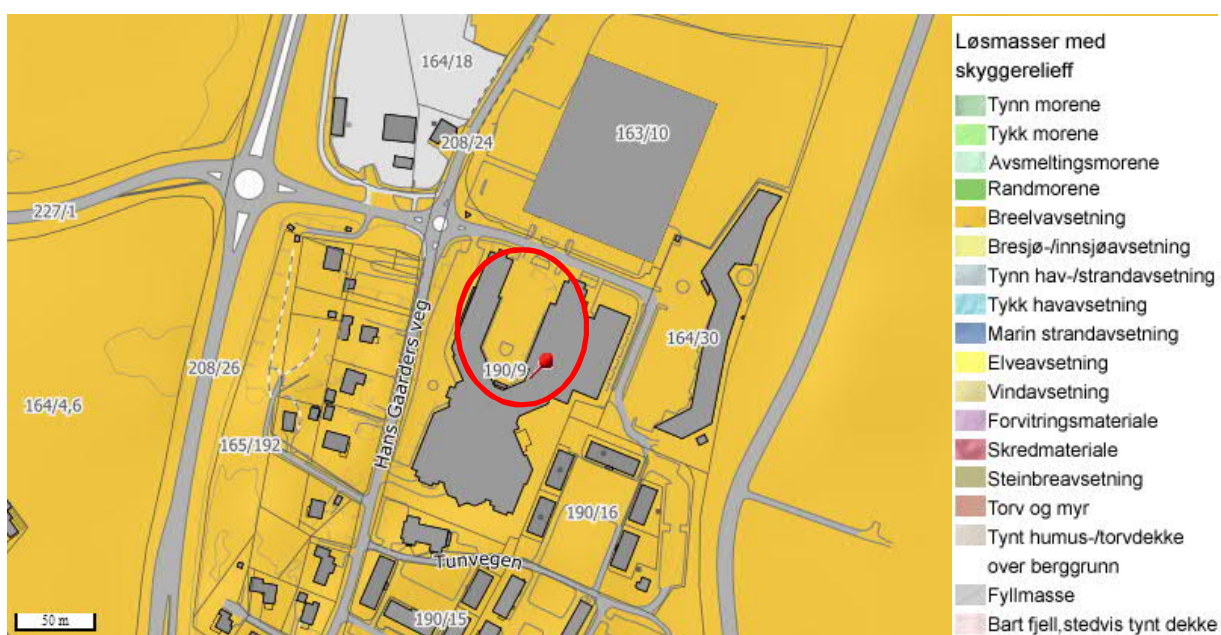 164/18
208/24
163/10
227/1
Hans Gaarders veg
190/9
164/30
208/26
164/4,6
165/192
190/16
Tunvegen
190/15
50 m
Løsmasser med
skyggerelieff
Tynn morene
Tykk morene
Avsmeltingsmorene
Randmorene
Breelvavsetning
Bresjø-/innsjøavsetning
Tynn hav-/strandavsetning
Tykk havavsetning
Marin strandavsetning
Elveavsetning
Vindavsetning
Forvitringsmateriale
Skredmateriale
Steinbreavsetning
Torv og myr
Tynt humus-/torvdekke
over berggrunn
Fyllmasse
Bart fjell,stedvis tynt dekke